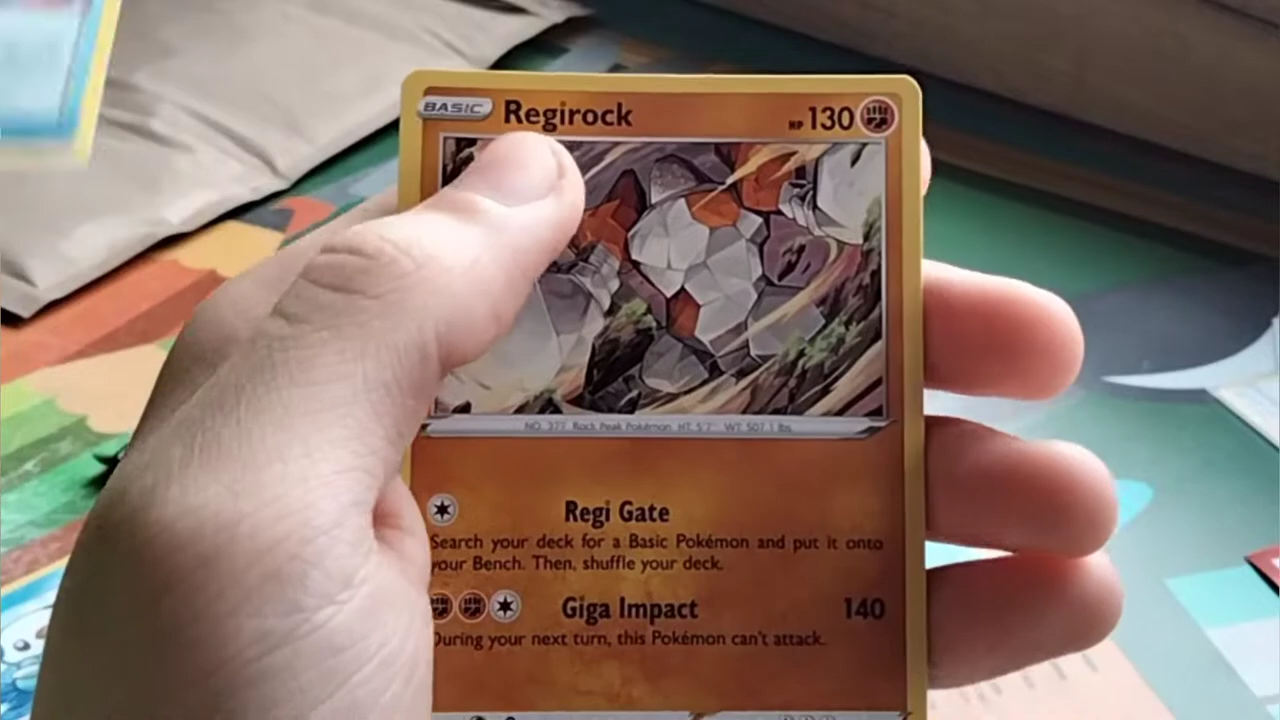 BASIC Regirock HP 130
NO. 377 Rock Peak Pokémon HT: 5'7" WT: 507.1 lbs
Regi Gate
Search your deck for a Basic Pokémon and put it onto
your Bench. Then, shuffle your deck.
Giga Impact 140
During your next turn, this Pokémon can't attack.